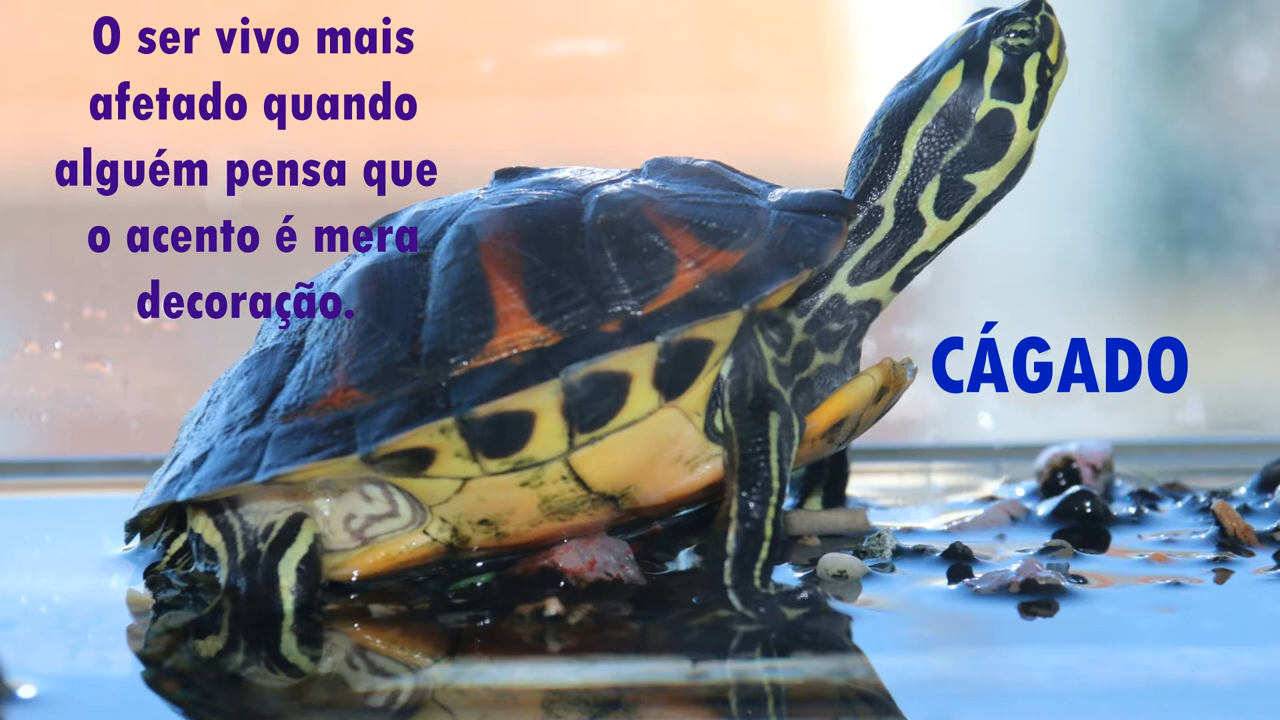 O ser vivo mais
afetado quando
alguém pensa que
o acento é mera
decoração.
CÁGADO